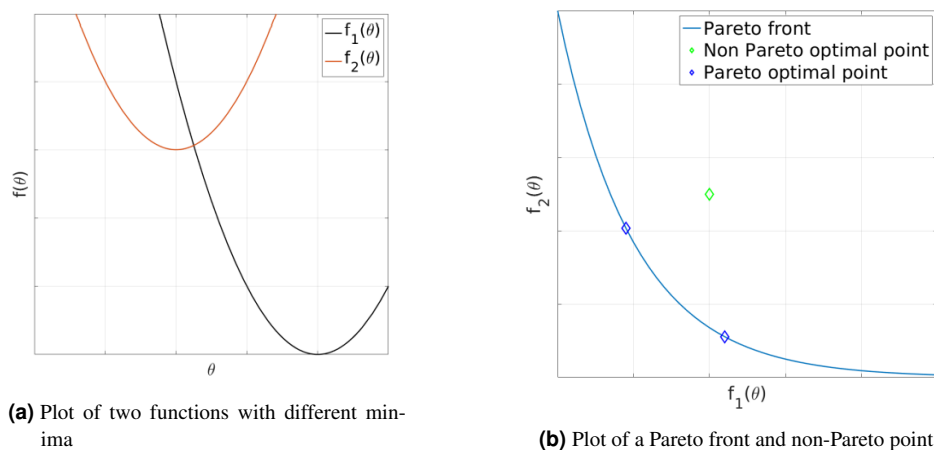 f₁(θ)
f₂(θ)
f(θ)
θ
(a) Plot of two functions with different min-
ima
Pareto front
Non Pareto optimal point
Pareto optimal point
f₂(θ)
f₁(θ)
(b) Plot of a Pareto front and non-Pareto point